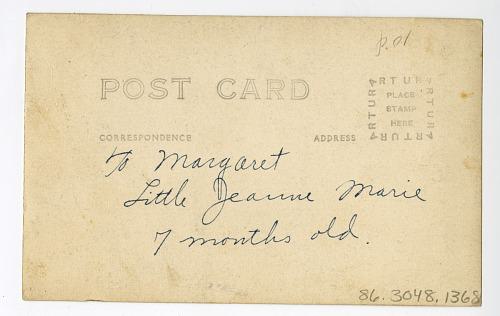 p.01
POST CARD
ARTURA
ARTURA
PLACE
STAMP
HERE
ARTURA
ARTURA
CORRESPONDENCE
ADDRESS
To Margaret
Little Jeanne Marie
7 months old.
86.3048.1368